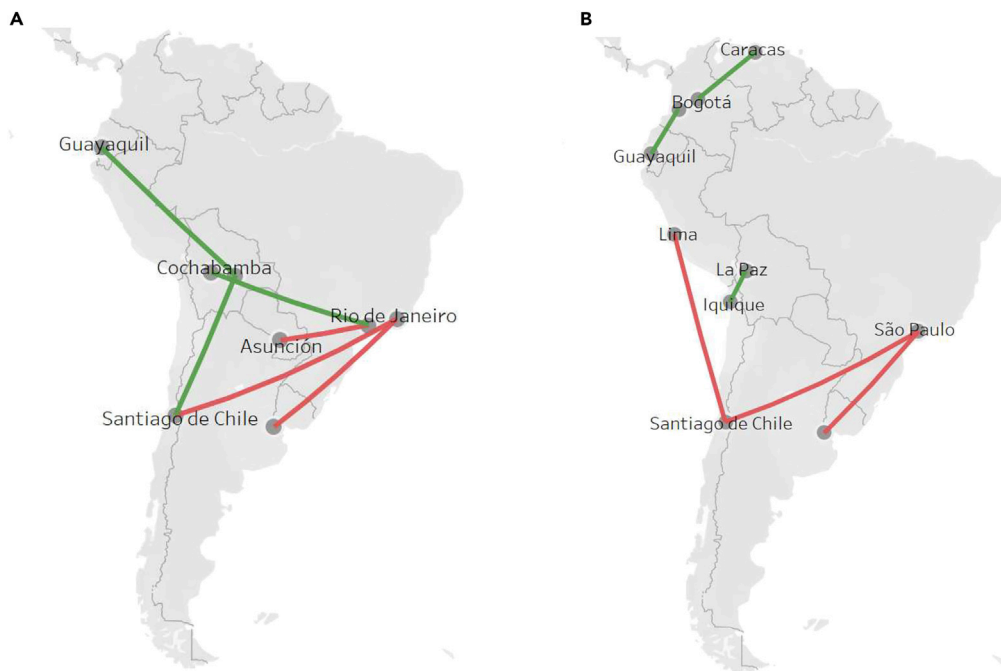 A
Guayaquil
Cochabamba
Rio de Janeiro
Asunción
Santiago de Chile
B
Caracas
Bogotá
Guayaquil
Lima
La Paz
Iquique
São Paulo
Santiago de Chile